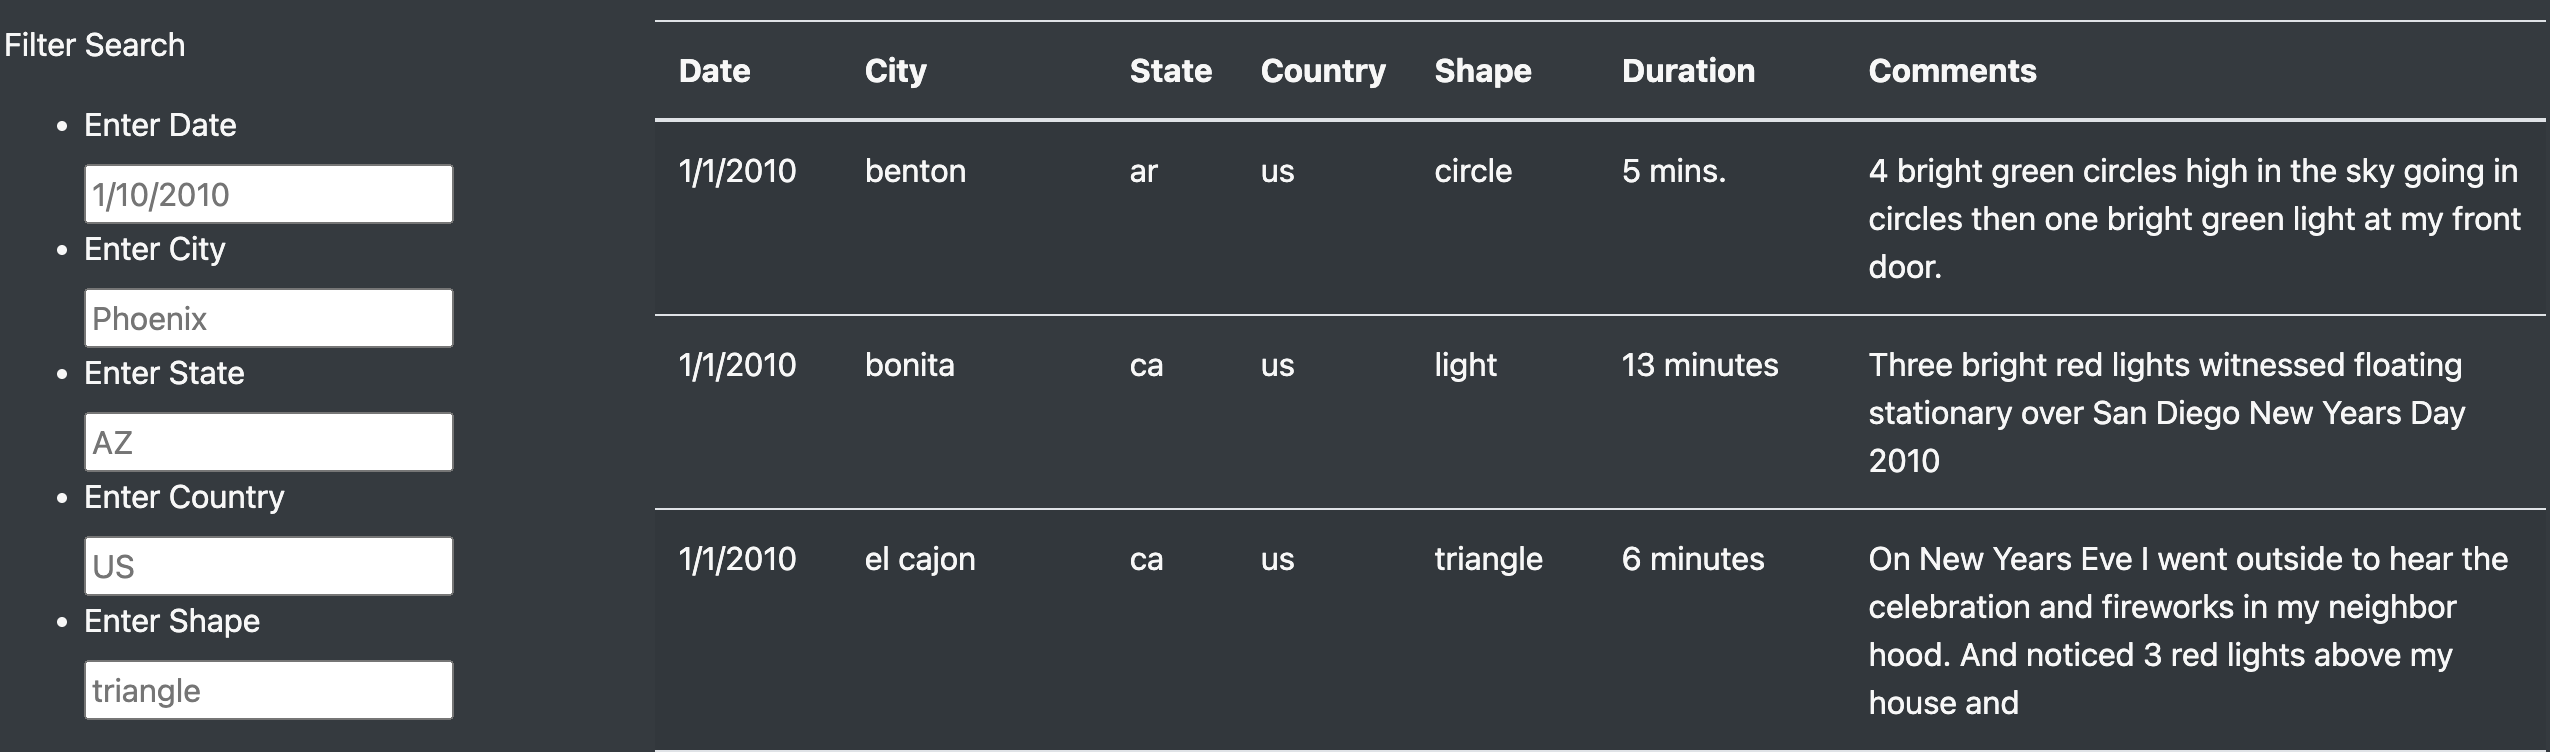 Filter Search
Enter Date
1/10/2010
Enter City
Phoenix
Enter State
AZ
Enter Country
US
Enter Shape
triangle
Date City State Country Shape Duration Comments
1/1/2010 benton ar us circle 5 mins. 4 bright green circles high in the sky going in
circles then one bright green light at my front
door.
1/1/2010 bonita ca us light 13 minutes Three bright red lights witnessed floating
stationary over San Diego New Years Day
2010
1/1/2010 el cajon ca us triangle 6 minutes On New Years Eve I went outside to hear the
celebration and fireworks in my neighbor
hood. And noticed 3 red lights above my
house and